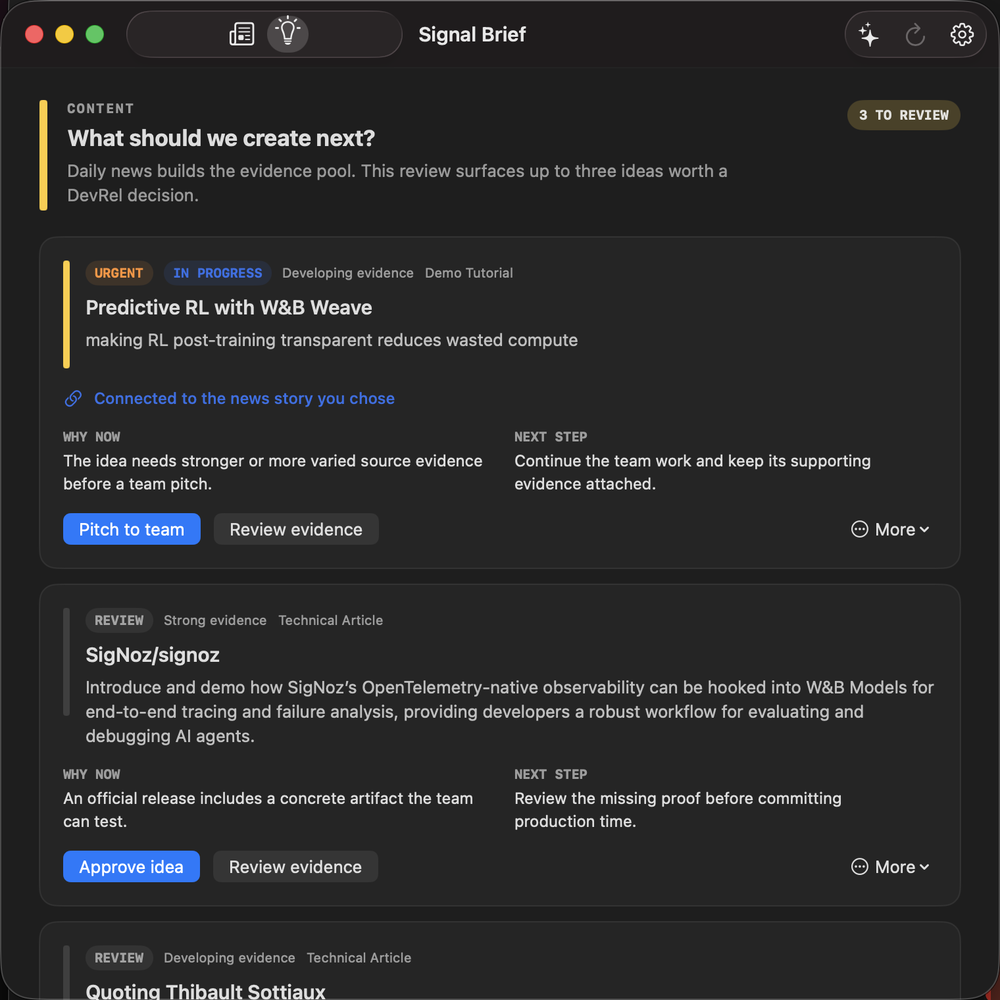 Signal Brief
CONTENT
What should we create next?
3 TO REVIEW
Daily news builds the evidence pool. This review surfaces up to three ideas worth a
DevRel decision.
URGENT IN PROGRESS Developing evidence Demo Tutorial
Predictive RL with W&B Weave
making RL post-training transparent reduces wasted compute
Connected to the news story you chose
WHY NOW
The idea needs stronger or more varied source evidence
before a team pitch.
NEXT STEP
Continue the team work and keep its supporting
evidence attached.
Pitch to team Review evidence More
REVIEW Strong evidence Technical Article
SigNoz/signoz
Introduce and demo how SigNoz’s OpenTelemetry-native observability can be hooked into W&B Models for
end-to-end tracing and failure analysis, providing developers a robust workflow for evaluating and
debugging AI agents.
WHY NOW
An official release includes a concrete artifact the team
can test.
NEXT STEP
Review the missing proof before committing
production time.
Approve idea Review evidence More
REVIEW Developing evidence Technical Article
Quoting Thibault Sottiaux